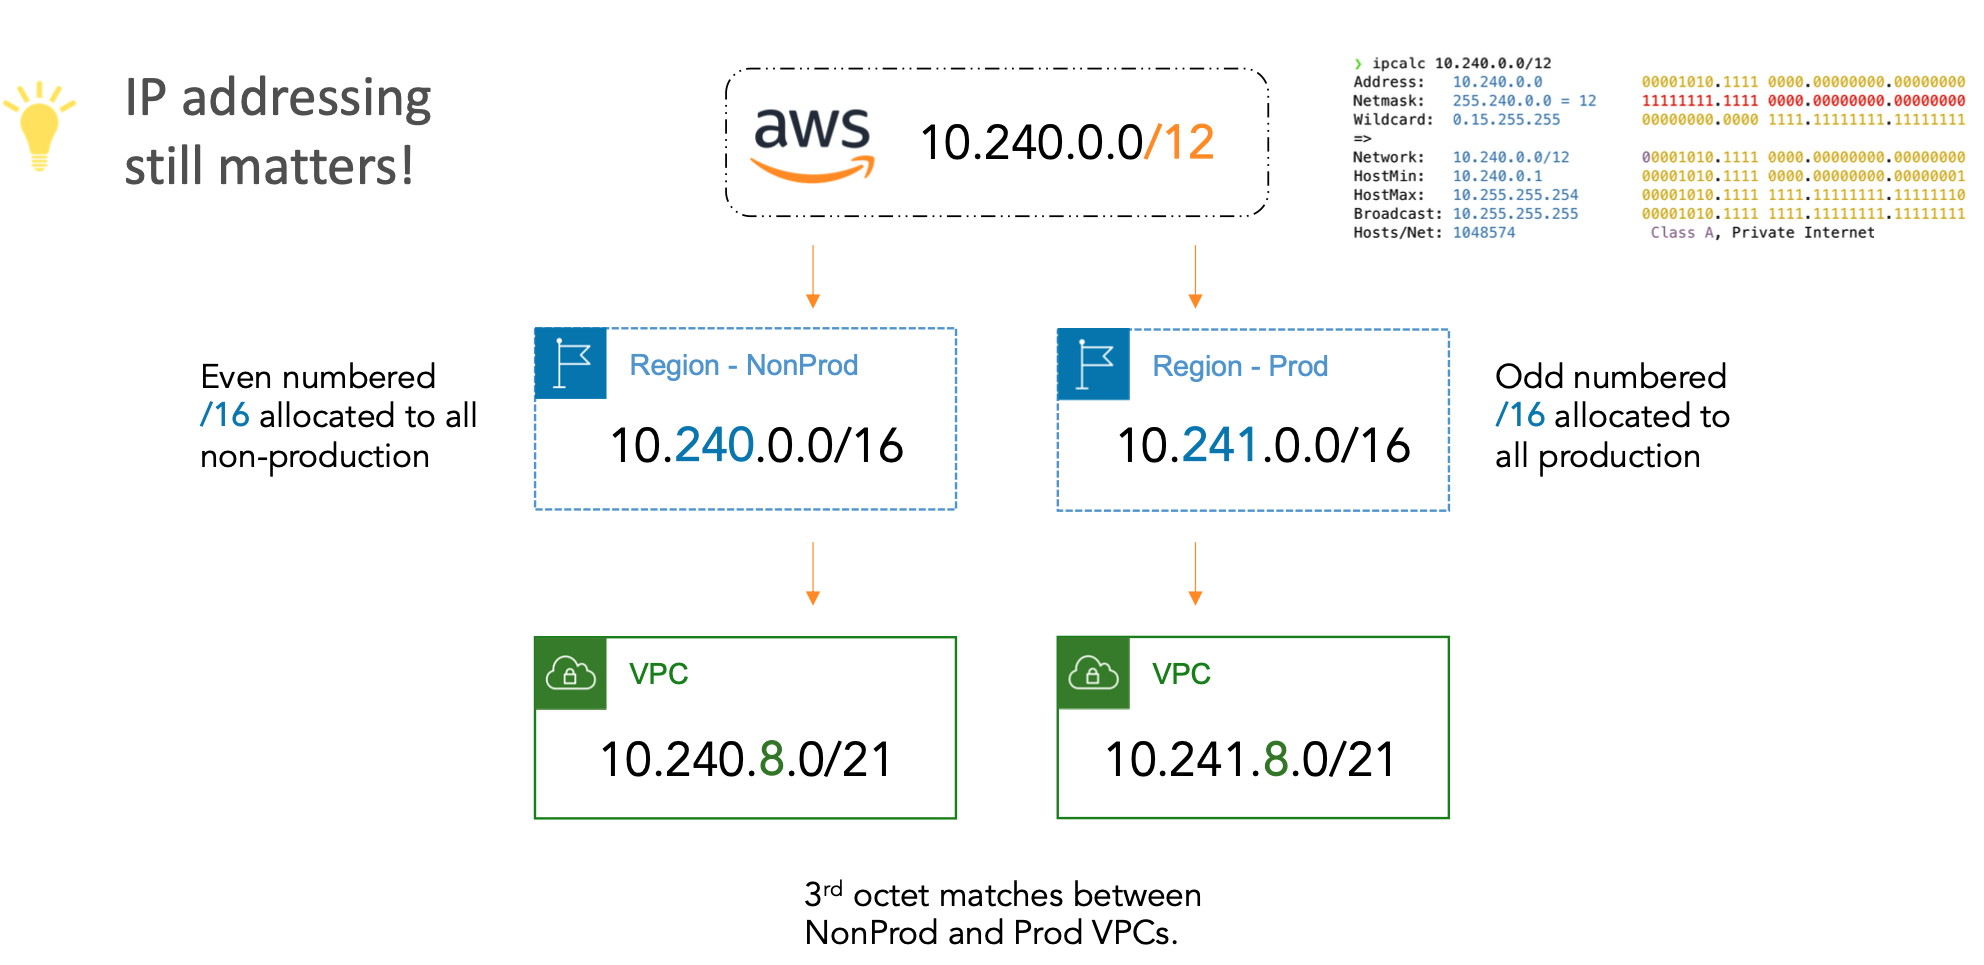 IP addressing
still matters!
aws
10.240.0.0/12
❯ ipcalc 10.240.0.0/12
Address: 10.240.0.0 00001010.1111 0000.00000000.00000000
Netmask: 255.240.0.0 = 12 11111111.1111 0000.00000000.00000000
Wildcard: 0.15.255.255 00000000.0000 1111.11111111.11111111
=>
Network: 10.240.0.0/12 00001010.1111 0000.00000000.00000000
HostMin: 10.240.0.1 00001010.1111 0000.00000000.00000001
HostMax: 10.255.255.254 00001010.1111 1111.11111111.11111110
Broadcast: 10.255.255.255 00001010.1111 1111.11111111.11111111
Hosts/Net: 1048574 Class A, Private Internet
Even numbered
/16 allocated to all
non-production
Region - NonProd
10.240.0.0/16
Region - Prod
10.241.0.0/16
Odd numbered
/16 allocated to
all production
VPC
10.240.8.0/21
VPC
10.241.8.0/21
3rd octet matches between
NonProd and Prod VPCs.